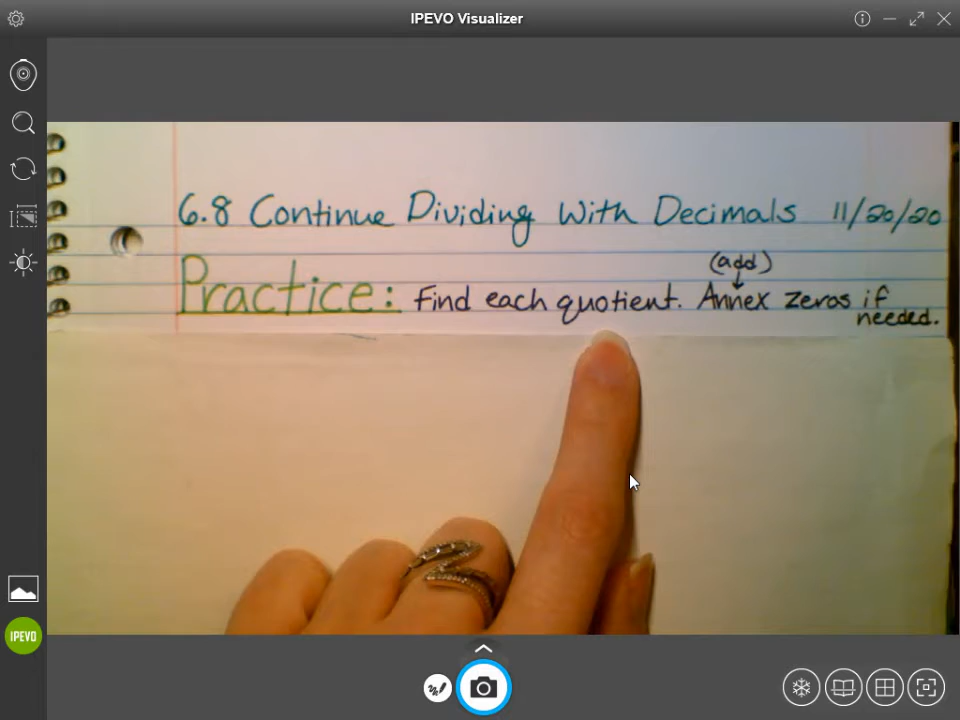 IPEVO Visualizer
6.8 Continue Dividing With Decimals 11/20/20
(add)
Practice: Find each quotient. Annex zeros if
needed.
IPEVO